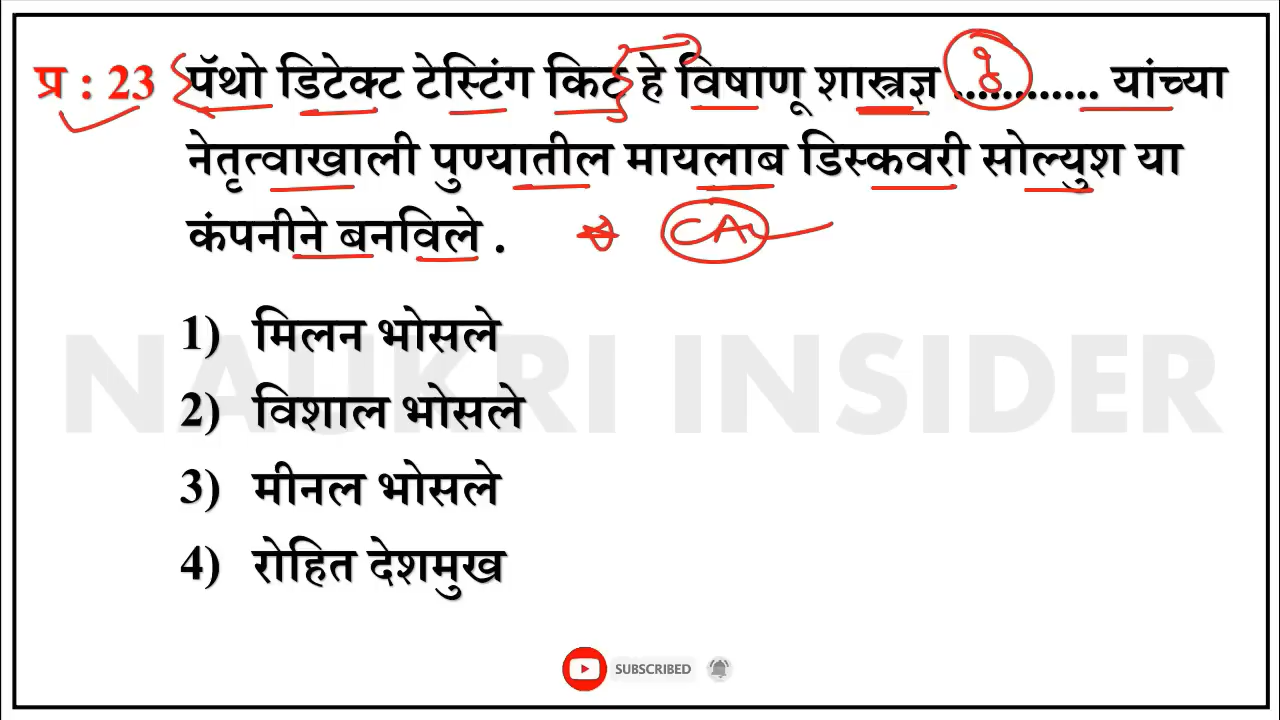 प्र : 23 पॅथो डिटेक्ट टेस्टिंग किट हे विषाणू शास्त्रज्ञ ............ यांच्या
नेतृत्वाखाली पुण्यातील मायलाब डिस्कवरी सोल्युश या
कंपनीने बनविले .
CA
1) मिलन भोसले
NAUKRI INSIDER
2) विशाल भोसले
3) मीनल भोसले
4) रोहित देशमुख
SUBSCRIBED